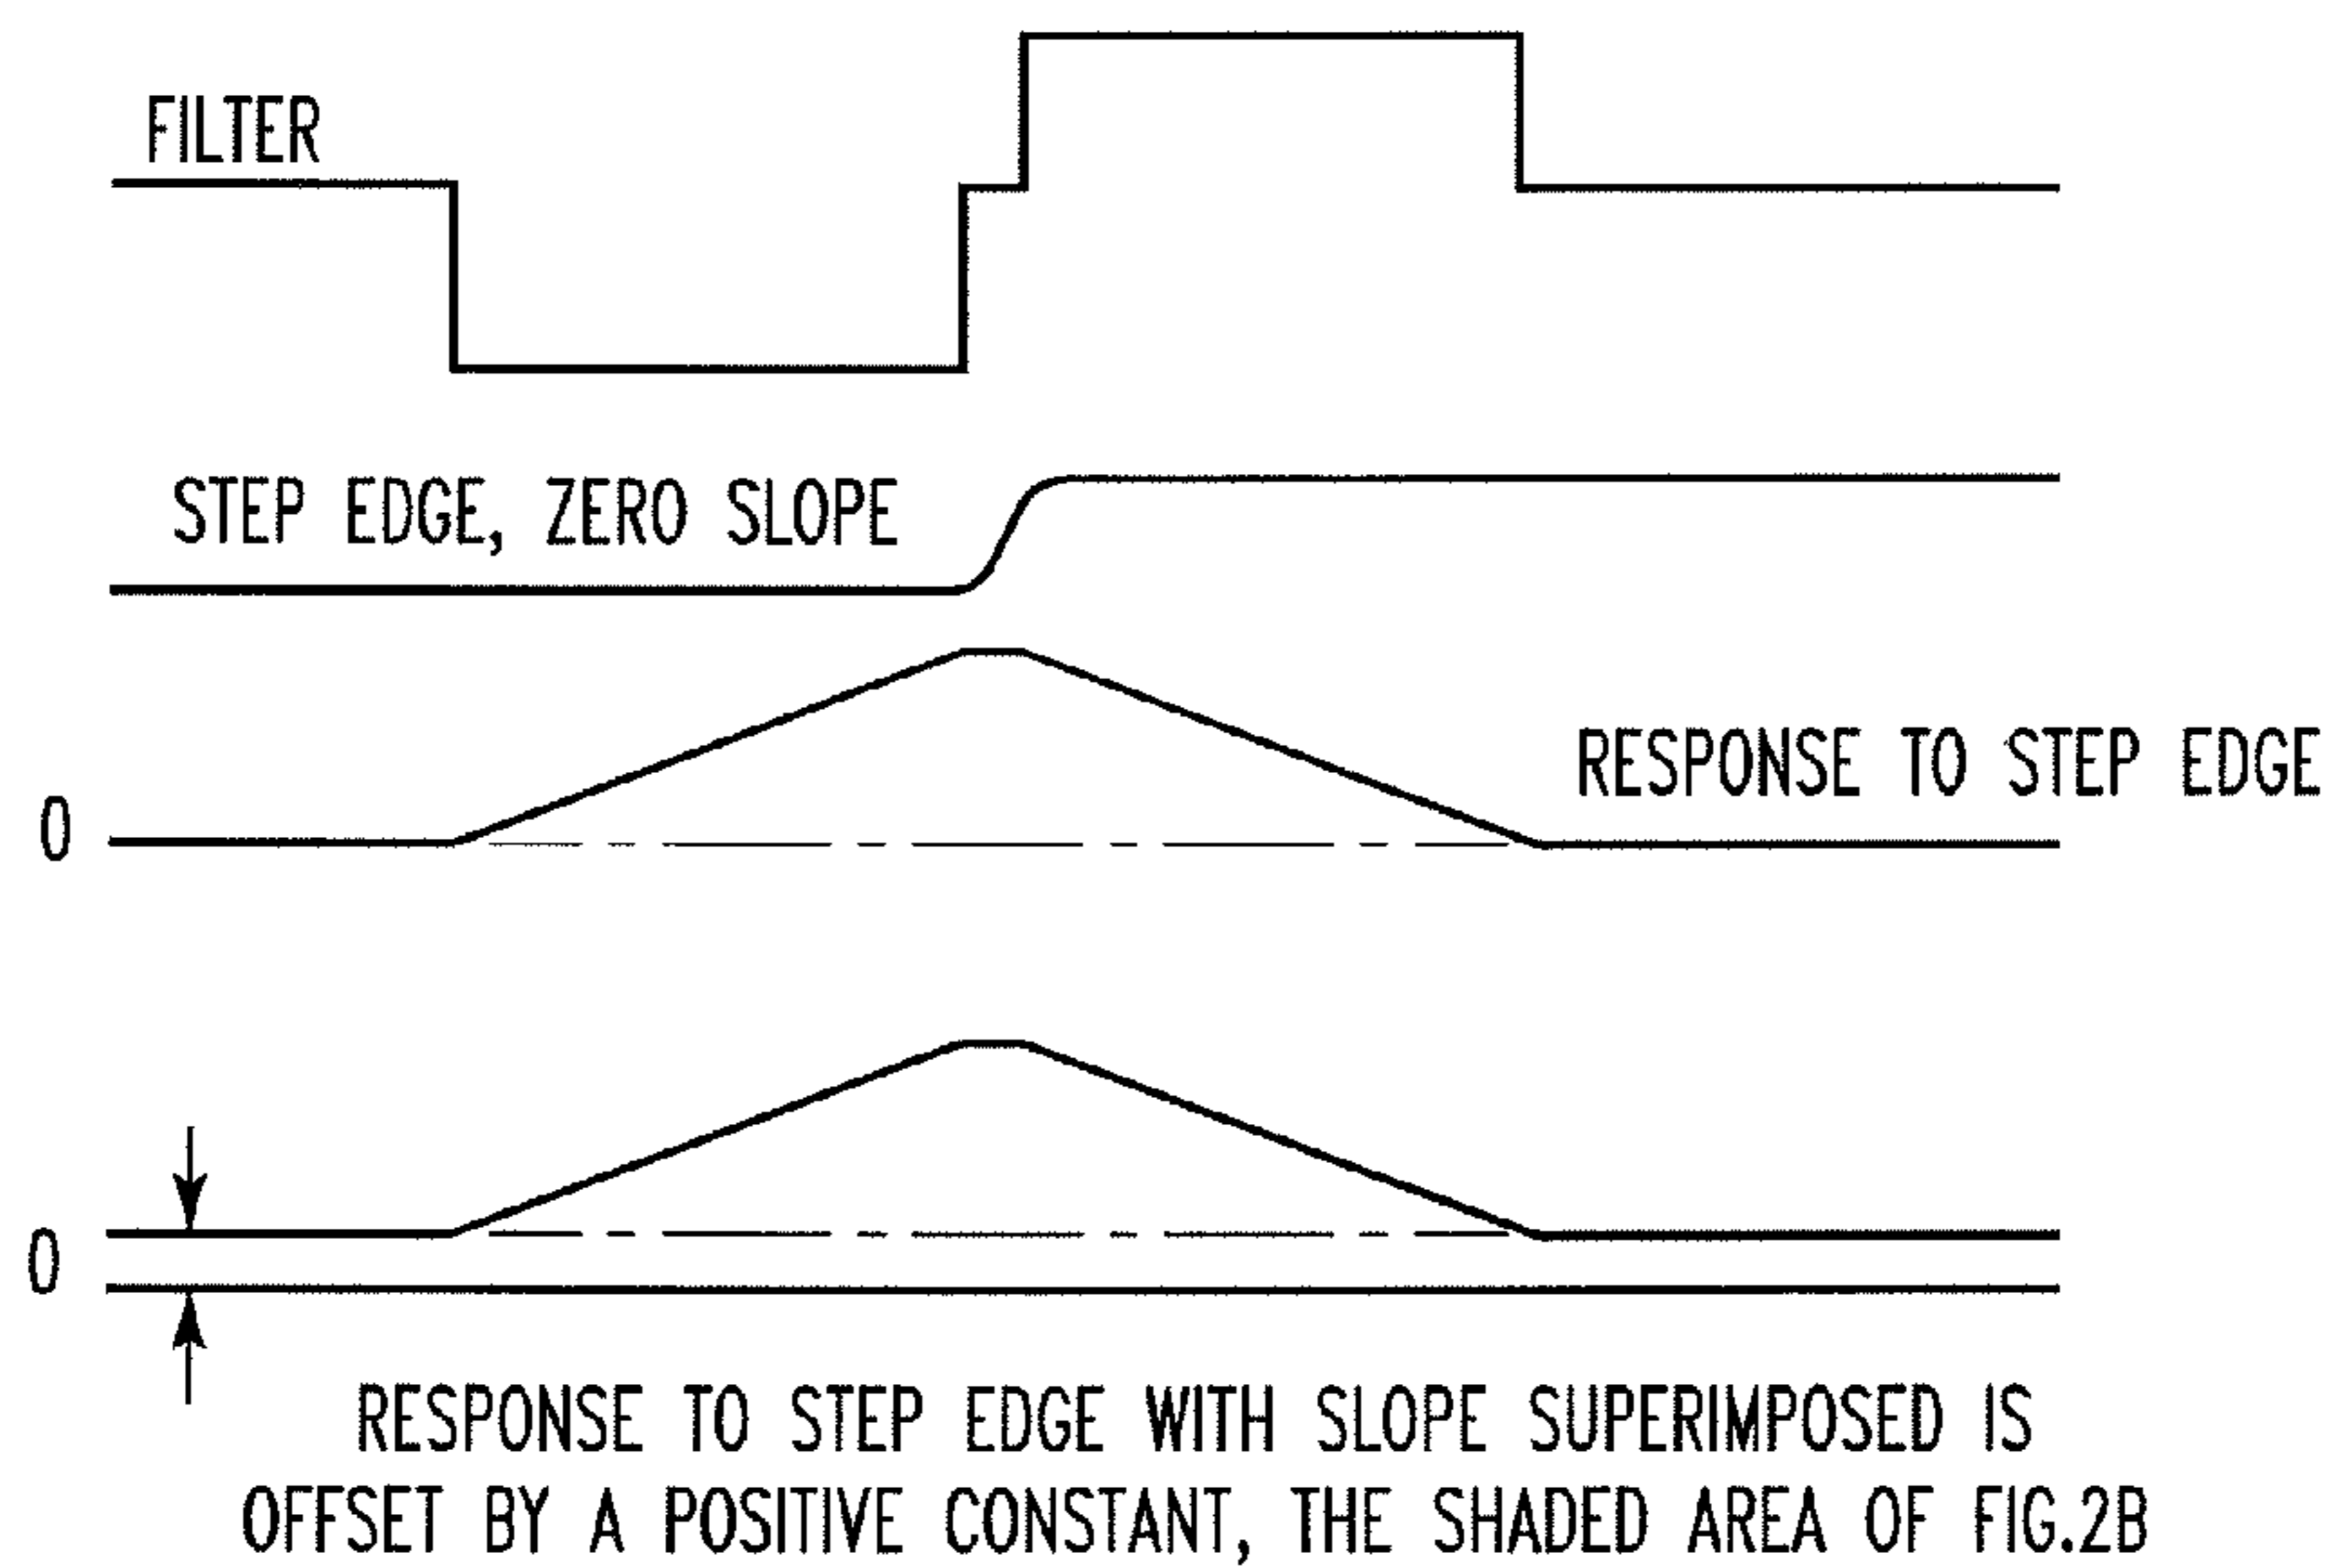 FILTER
STEP EDGE, ZERO SLOPE
RESPONSE TO STEP EDGE
0
0
RESPONSE TO STEP EDGE WITH SLOPE SUPERIMPOSED IS
OFFSET BY A POSITIVE CONSTANT, THE SHADED AREA OF FIG.2B